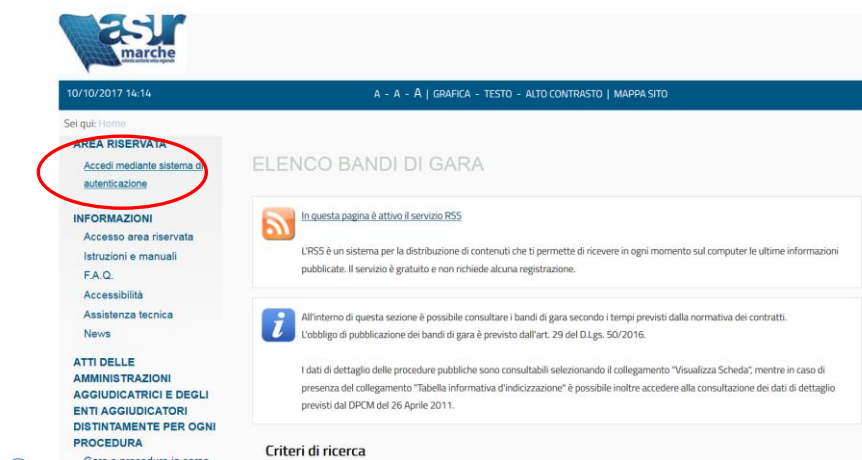 asur
marche
azienda sanitaria unica regionale
10/10/2017 14:14
A - A - A | GRAFICA - TESTO - ALTO CONTRASTO | MAPPA SITO
Sei qui: Home
AREA RISERVATA
Accedi mediante sistema di
autenticazione
INFORMAZIONI
Accesso area riservata
Istruzioni e manuali
F.A.Q.
Accessibilità
Assistenza tecnica
News
ATTI DELLE
AMMINISTRAZIONI
AGGIUDICATRICI E DEGLI
ENTI AGGIUDICATORI
DISTINTAMENTE PER OGNI
PROCEDURA
Gare e procedure in corso
ELENCO BANDI DI GARA
In questa pagina è attivo il servizio RSS
L'RSS è un sistema per la distribuzione di contenuti che ti permette di ricevere in ogni momento sul computer le ultime informazioni
pubblicate. Il servizio è gratuito e non richiede alcuna registrazione.
All'interno di questa sezione è possibile consultare i bandi di gara secondo i tempi previsti dalla normativa dei contratti.
L'obbligo di pubblicazione dei bandi di gara è previsto dall'art. 29 del D.Lgs. 50/2016.
I dati di dettaglio delle procedure pubbliche sono consultabili selezionando il collegamento "Visualizza Scheda", mentre in caso di
presenza del collegamento "Tabella informativa d'indicizzazione" è possibile inoltre accedere alla consultazione dei dati di dettaglio
previsti dal DPCM del 26 Aprile 2011.
Criteri di ricerca